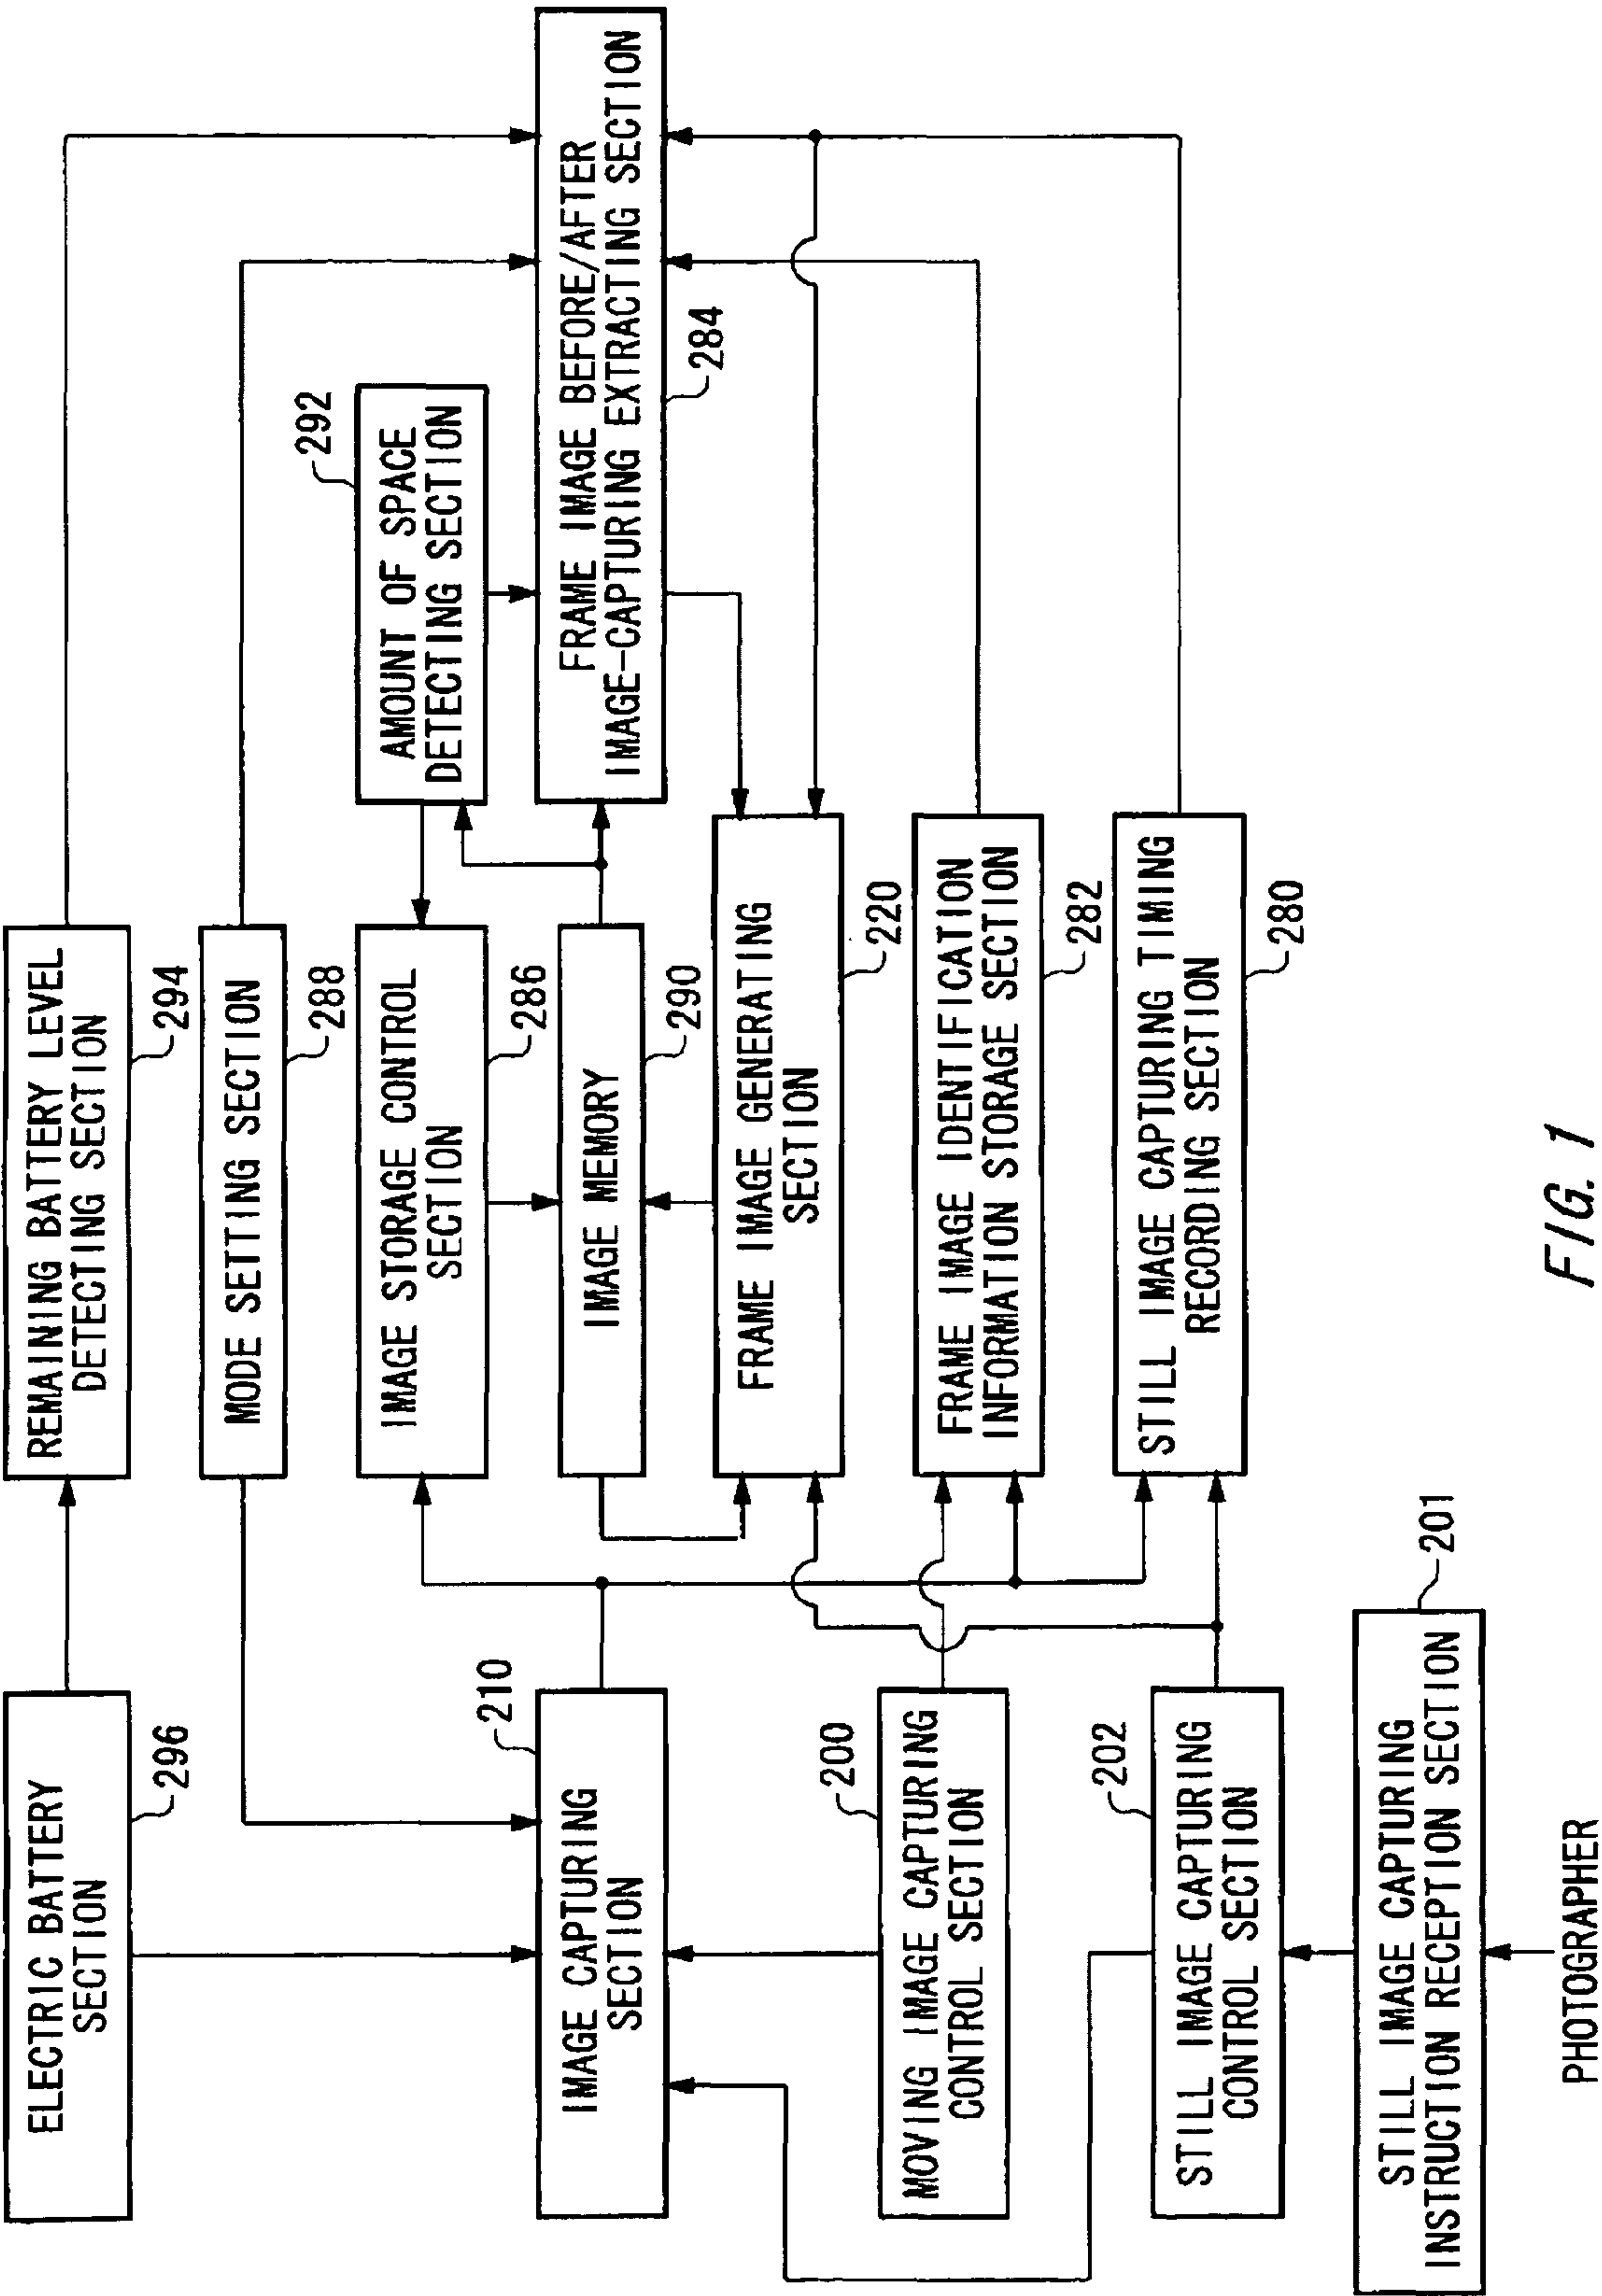 ELECTRIC BATTERY
SECTION
296
REMAINING BATTERY LEVEL
DETECTING SECTION
294
MODE SETTING SECTION
288
292
AMOUNT OF SPACE
DETECTING SECTION
IMAGE STORAGE CONTROL
SECTION
286
210
IMAGE CAPTURING
SECTION
IMAGE MEMORY
290
FRAME IMAGE BEFORE/AFTER
IMAGE-CAPTURING EXTRACTING SECTION
284
FRAME IMAGE GENERATING
SECTION
220
200
MOVING IMAGE CAPTURING
CONTROL SECTION
FRAME IMAGE IDENTIFICATION
INFORMATION STORAGE SECTION
282
202
STILL IMAGE CAPTURING
CONTROL SECTION
STILL IMAGE CAPTURING TIMING
RECORDING SECTION
280
201
STILL IMAGE CAPTURING
INSTRUCTION RECEPTION SECTION
PHOTOGRAPHER
FIG. 1